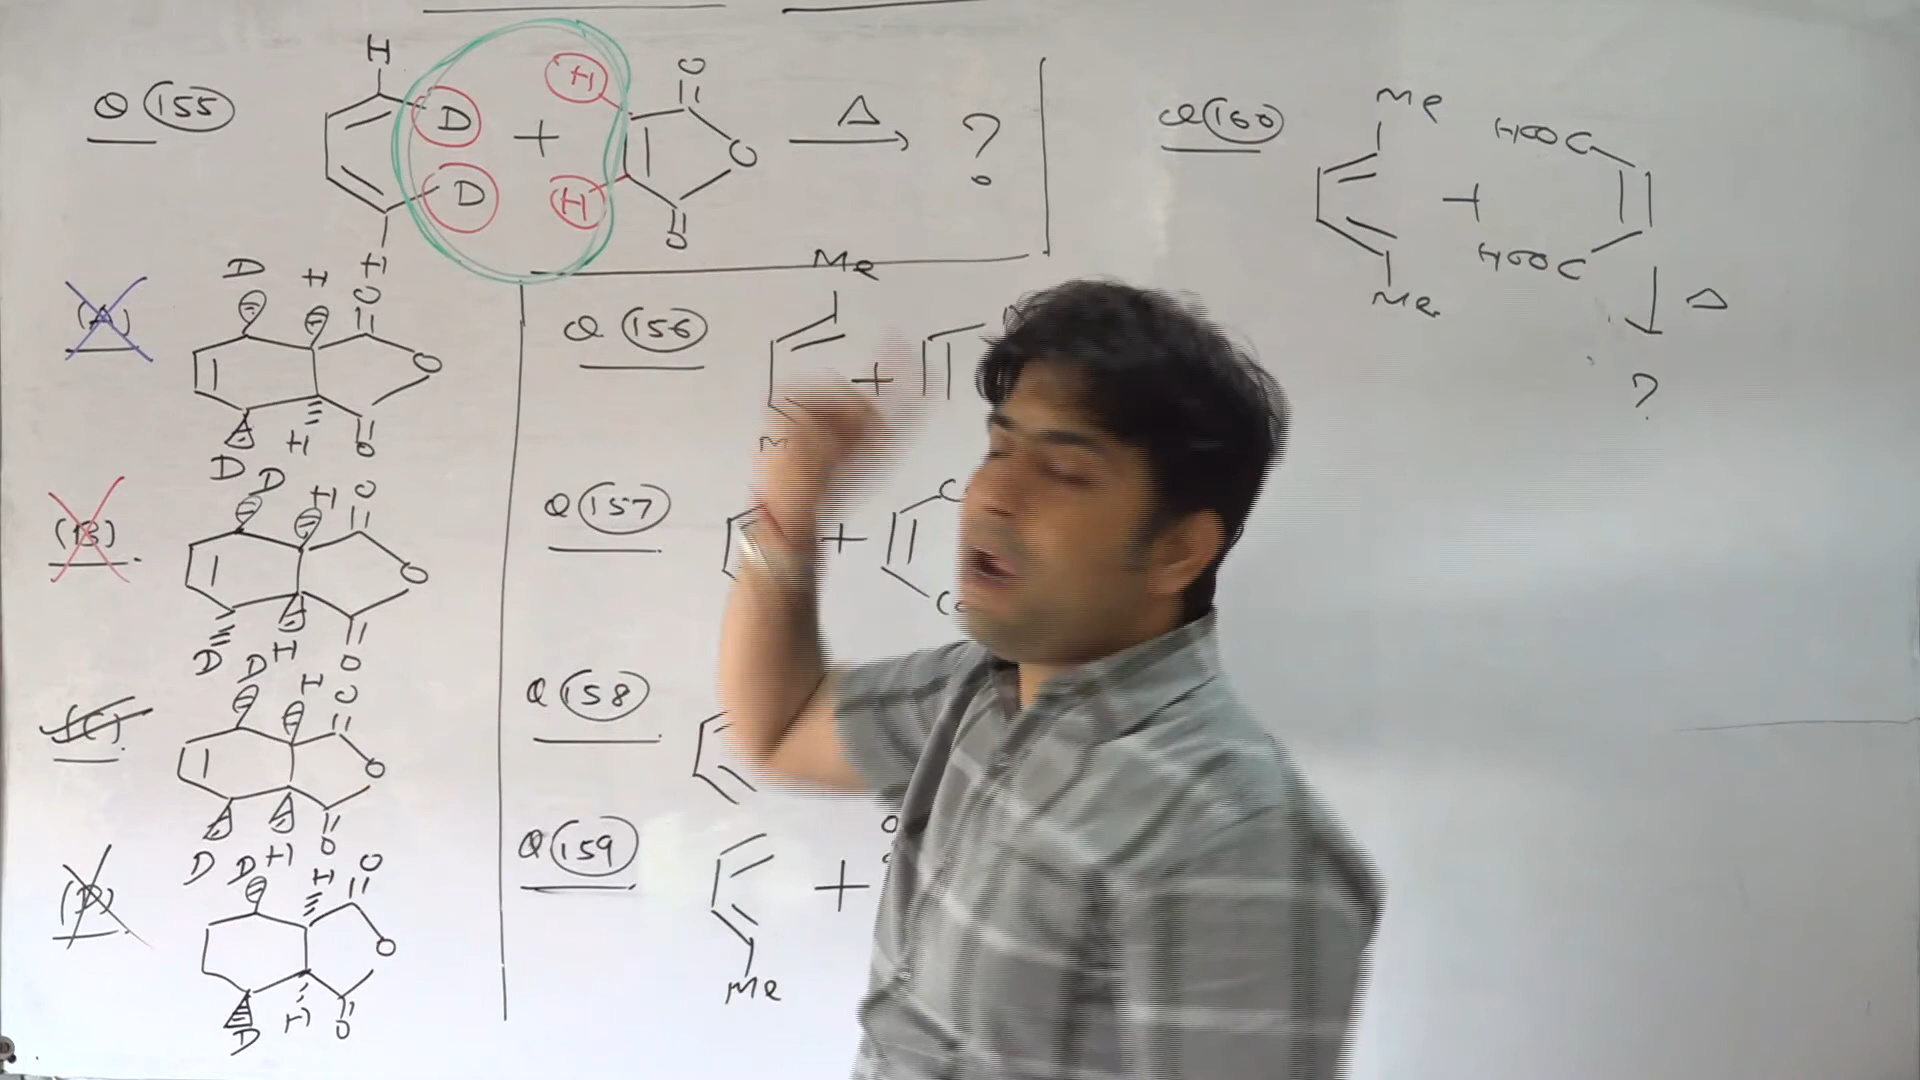 Q 155
H
D
D
H
+
H
H
O
O
O
Δ
?
(A)
D
H
O
O
O
D
H
(B)
D
H
O
O
O
D
H
(C)
D
H
O
O
O
D
H
(D)
D
H
O
O
O
D
H
Q 156
Me
+
Q 157
+
Q 158
Q 159
+
Me
Q 160
Me
Me
+
HOOC
HOOC
Δ
?